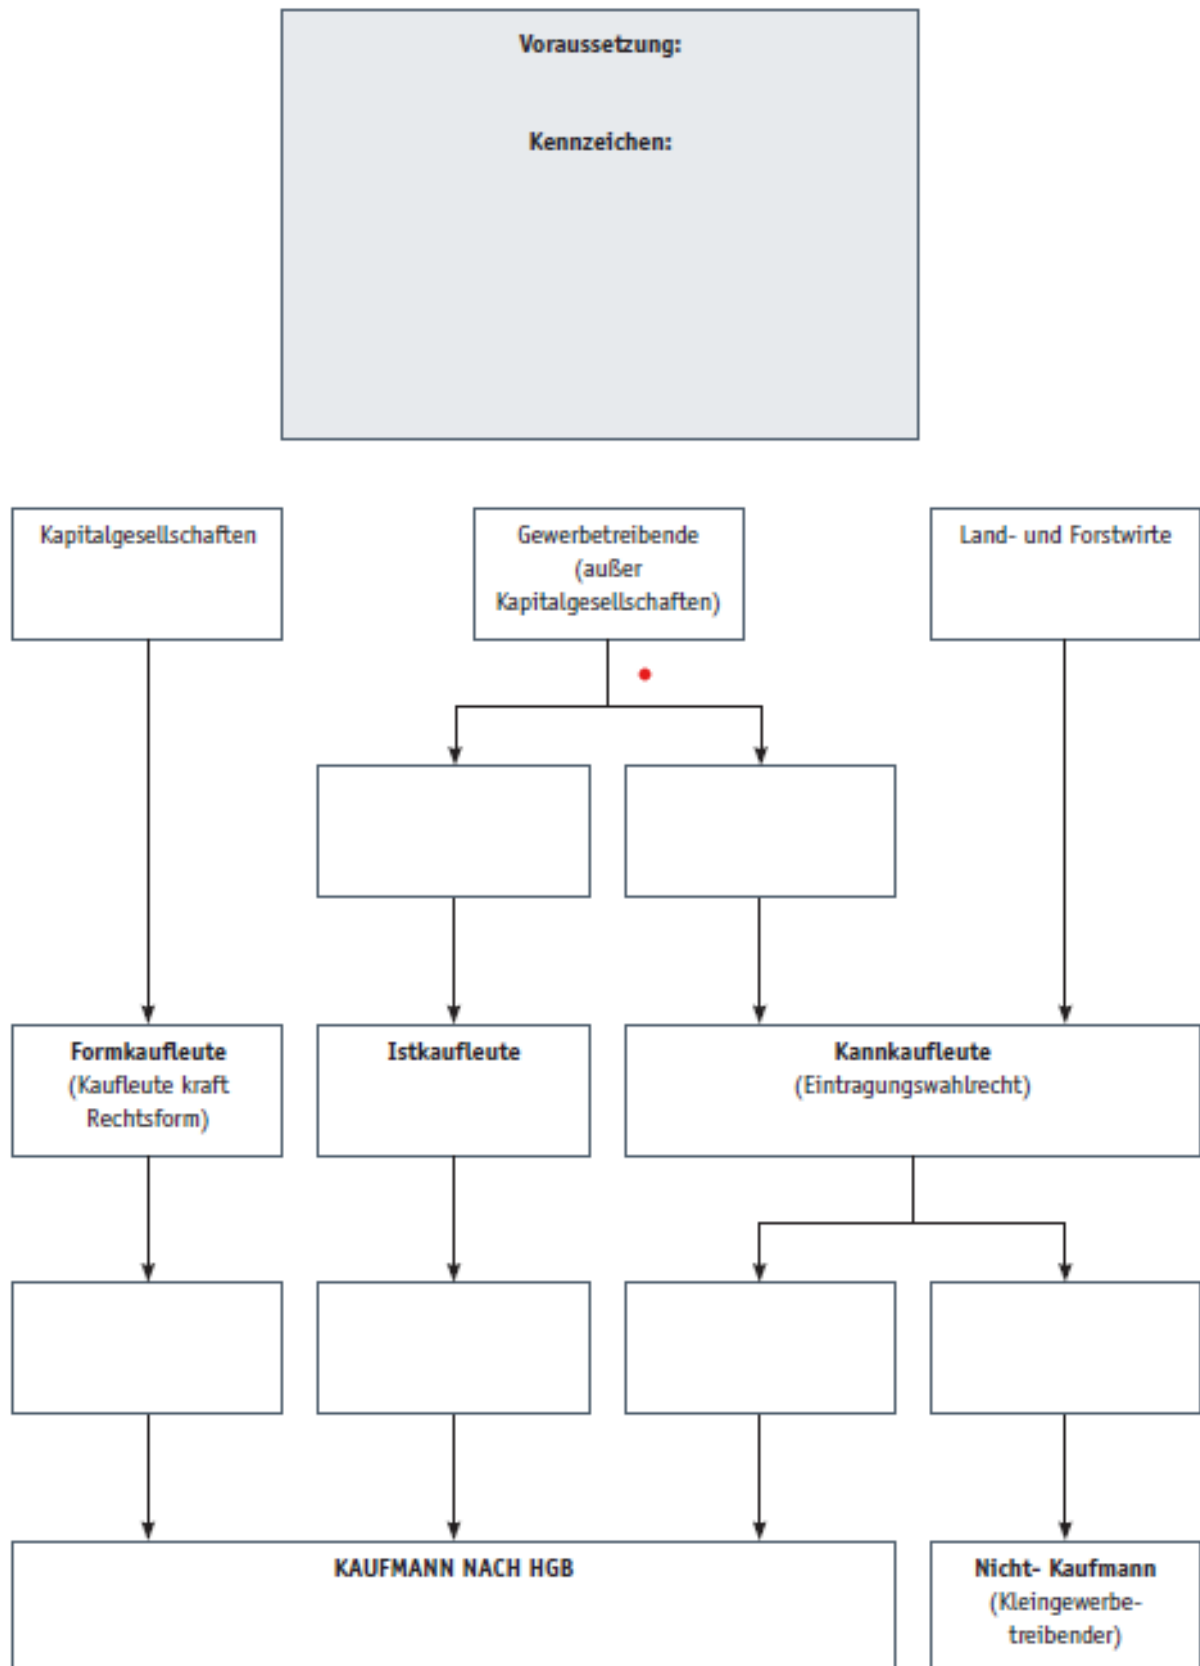 Voraussetzung:
Kennzeichen:
Kapitalgesellschaften
Gewerbetreibende
(außer
Kapitalgesellschaften)
Land- und Forstwirte
Formkaufleute
(Kaufleute kraft
Rechtsform)
Istkaufleute
Kannkaufleute
(Eintragungswahlrecht)
KAUFMANN NACH HGB
Nicht- Kaufmann
(Kleingewerbe-
treibender)